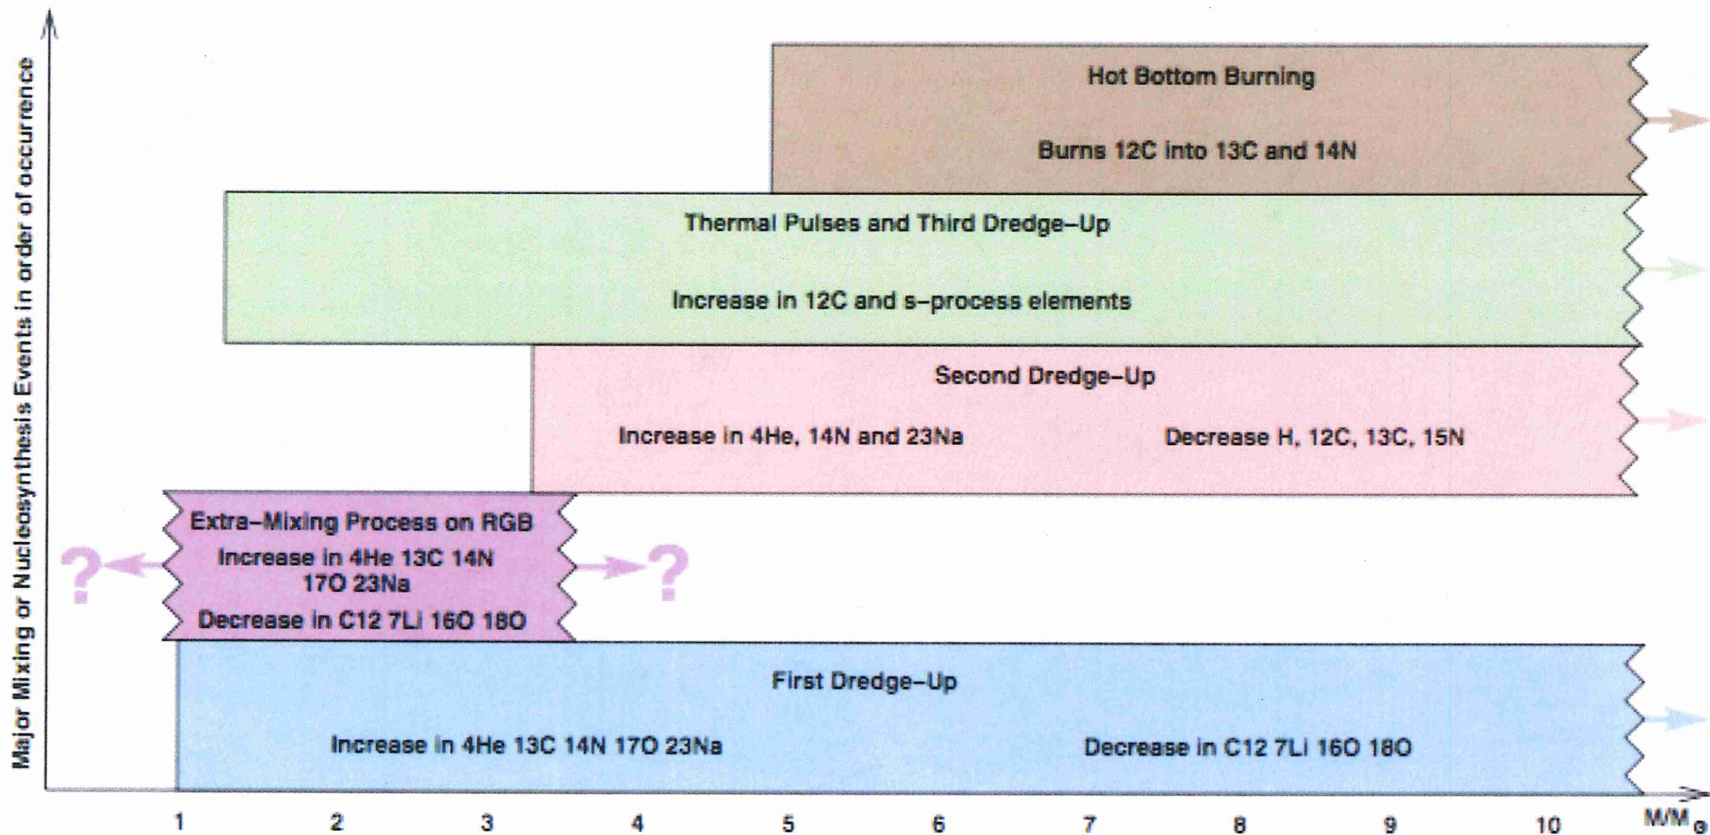 Major Mixing or Nucleosynthesis Events in order of occurrence
Hot Bottom Burning
Burns 12C into 13C and 14N
Thermal Pulses and Third Dredge–Up
Increase in 12C and s–process elements
Second Dredge–Up
Increase in 4He, 14N and 23Na
Decrease H, 12C, 13C, 15N
Extra–Mixing Process on RGB
Increase in 4He 13C 14N
17O 23Na
Decrease in C12 7Li 16O 18O
? ?
First Dredge–Up
Increase in 4He 13C 14N 17O 23Na
Decrease in C12 7Li 16O 18O
1 2 3 4 5 6 7 8 9 10 M/M⊙